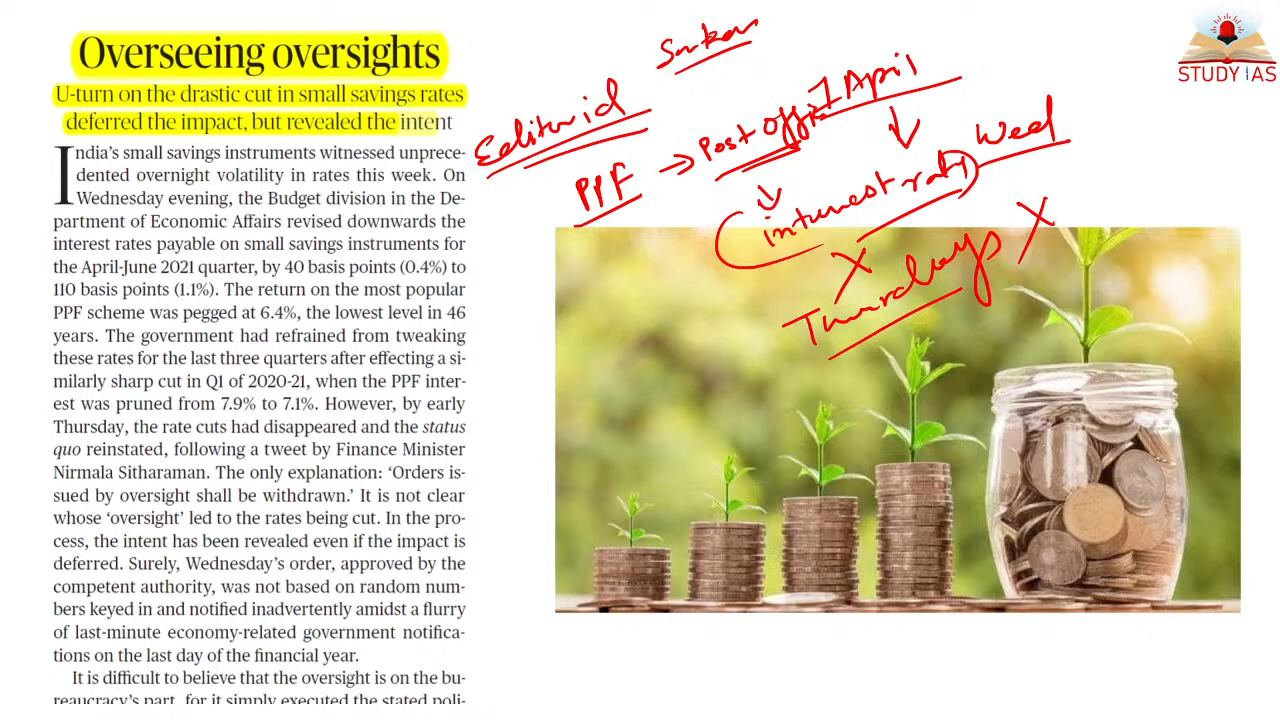 Overseeing oversights
U-turn on the drastic cut in small savings rates
deferred the impact, but revealed the intent
India's small savings instruments witnessed unprece-
dented overnight volatility in rates this week. On
Wednesday evening, the Budget division in the De-
partment of Economic Affairs revised downwards the
interest rates payable on small savings instruments for
the April-June 2021 quarter, by 40 basis points (0.4%) to
110 basis points (1.1%). The return on the most popular
PPF scheme was pegged at 6.4%, the lowest level in 46
years. The government had refrained from tweaking
these rates for the last three quarters after effecting a si-
milarly sharp cut in Q1 of 2020-21, when the PPF inter-
est was pruned from 7.9% to 7.1%. However, by early
Thursday, the rate cuts had disappeared and the status
quo reinstated, following a tweet by Finance Minister
Nirmala Sitharaman. The only explanation: 'Orders is-
sued by oversight shall be withdrawn.' It is not clear
whose 'oversight' led to the rates being cut. In the pro-
cess, the intent has been revealed even if the impact is
deferred. Surely, Wednesday's order, approved by the
competent authority, was not based on random num-
bers keyed in and notified inadvertently amidst a flurry
of last-minute economy-related government notifica-
tions on the last day of the financial year.
It is difficult to believe that the oversight is on the bu-
reaucracy's part, for it simply executed the stated poli-
Editorial
PPF → Post Office
April
Wed
interest rate
X
X
STUDY IAS